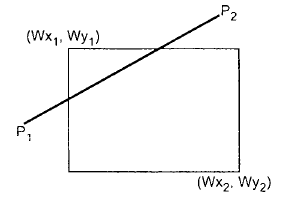 P₂
(Wx₁, Wy₁)
P₁
(Wx₂, Wy₂)